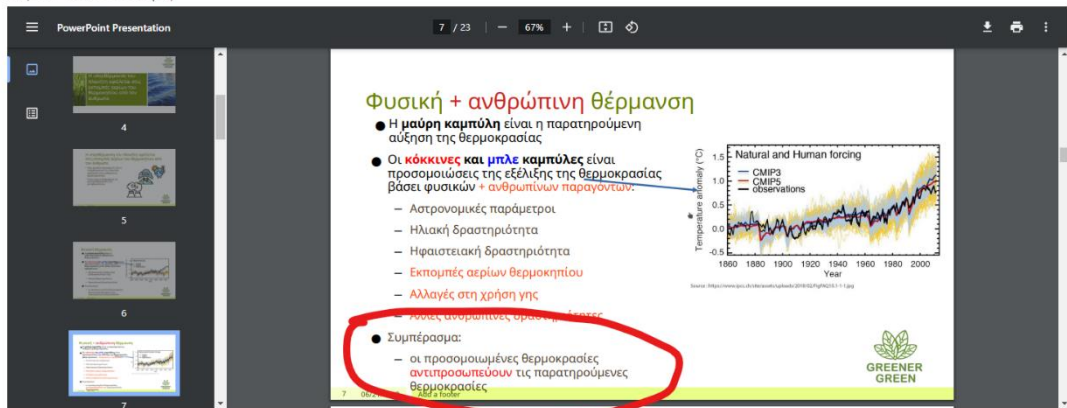 PowerPoint Presentation
7 / 23
67%
4
5
6
7
Φυσική + ανθρώπινη θέρμανση
Η μαύρη καμπύλη είναι η παρατηρούμενη
αύξηση της θερμοκρασίας
Οι κόκκινες και μπλε καμπύλες είναι
προσομοιώσεις της εξέλιξης της θερμοκρασίας
βάσει φυσικών + ανθρωπίνων παραγόντων:
– Αστρονομικές παράμετροι
– Ηλιακή δραστηριότητα
– Ηφαιστειακή δραστηριότητα
– Εκπομπές αερίων θερμοκηπίου
– Αλλαγές στη χρήση γης
– Άλλες ανθρώπινες δραστηριότητες
Συμπέρασμα:
– οι προσομοιωμένες θερμοκρασίες
αντιπροσωπεύουν τις παρατηρούμενες
θερμοκρασίες
Natural and Human forcing
CMIP3
CMIP5
observations
Temperature anomaly (°C)
1.5
1.0
0.5
0.0
-0.5
1860 1880 1900 1920 1940 1960 1980 2000
Year
GREENER
GREEN
7
Add a footer